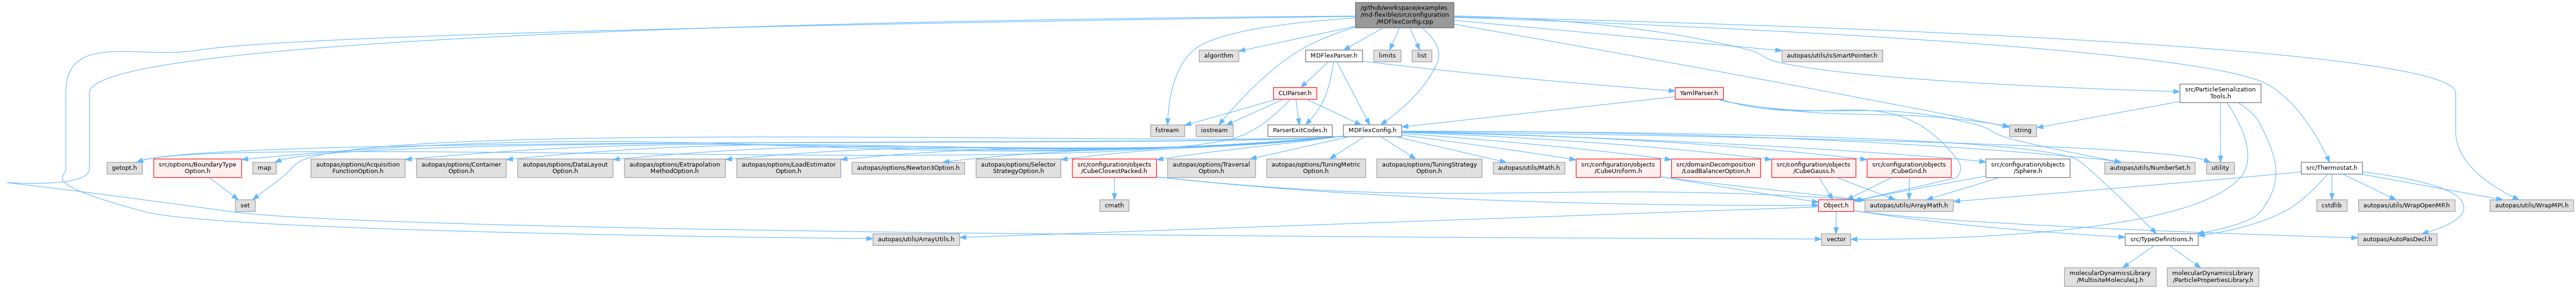 /github/workspace/examples
/md-flexible/src/configuration
/MDFlexConfig.cpp
algorithm
MDFlexParser.h
limits
list
autopas/utils/isSmartPointer.h
CLIParser.h
YamlParser.h
src/ParticleSerialization
Tools.h
fstream
iostream
ParserExitCodes.h
MDFlexConfig.h
string
getopt.h
src/options/BoundaryType
Option.h
map
autopas/options/Acquisition
FunctionOption.h
autopas/options/Container
Option.h
autopas/options/DataLayout
Option.h
autopas/options/Extrapolation
MethodOption.h
autopas/options/LoadEstimator
Option.h
autopas/options/Newton3Option.h
autopas/options/Selector
StrategyOption.h
src/configuration/objects
/CubeClosestPacked.h
autopas/options/Traversal
Option.h
autopas/options/TuningMetric
Option.h
autopas/options/TuningStrategy
Option.h
autopas/utils/Math.h
src/configuration/objects
/CubeUniform.h
src/domainDecomposition
/LoadBalancerOption.h
src/configuration/objects
/CubeGauss.h
src/configuration/objects
/CubeGrid.h
src/configuration/objects
/Sphere.h
autopas/utils/NumberSet.h
utility
src/Thermostat.h
set
cmath
Object.h
autopas/utils/ArrayMath.h
cstdlib
autopas/utils/WrapOpenMP.h
autopas/utils/WrapMPI.h
autopas/utils/ArrayUtils.h
vector
src/TypeDefinitions.h
autopas/AutoPasDecl.h
molecularDynamicsLibrary
/MultisiteMoleculeLJ.h
molecularDynamicsLibrary
/ParticlePropertiesLibrary.h